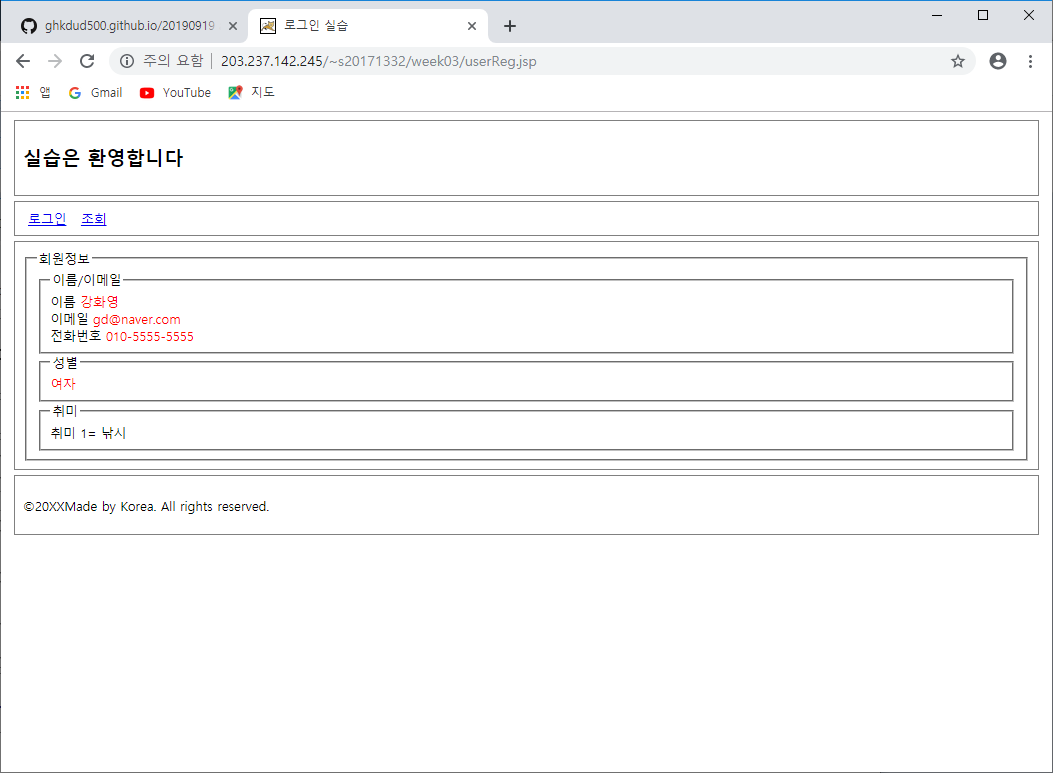 ghkdud500.github.io/20190919
로그인 실습
주의 요함 | 203.237.142.245/~s20171332/week03/userReg.jsp
앱 Gmail YouTube 지도
실습은 환영합니다
로그인 조회
회원정보
이름/이메일
이름 강화영
이메일 gd@naver.com
전화번호 010-5555-5555
성별
여자
취미
취미 1= 낚시
©20XXMade by Korea. All rights reserved.